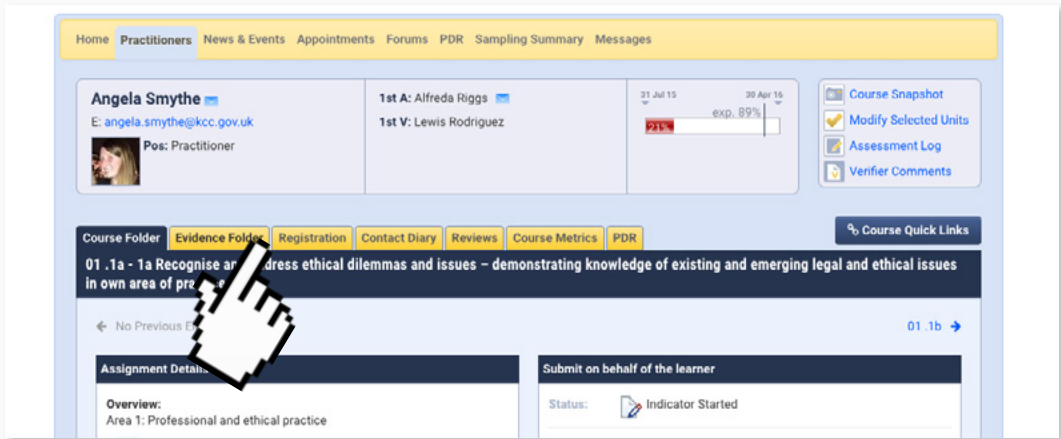 Home Practitioners News & Events Appointments Forums PDR Sampling Summary Messages
Angela Smythe
E: angela.smythe@kcc.gov.uk
Pos: Practitioner
1st A: Alfreda Riggs
1st V: Lewis Rodriguez
31 Jul 15 30 Apr 16
exp. 89%
21%
Course Snapshot
Modify Selected Units
Assessment Log
Verifier Comments
Course Quick Links
Course Folder Evidence Folder Registration Contact Diary Reviews Course Metrics PDR
01 .1a - 1a Recognise an dress ethical dilemmas and issues – demonstrating knowledge of existing and emerging legal and ethical issues
in own area of pra
No Previous E 01 .1b
Assignment Details
Overview:
Area 1: Professional and ethical practice
Submit on behalf of the learner
Status: Indicator Started